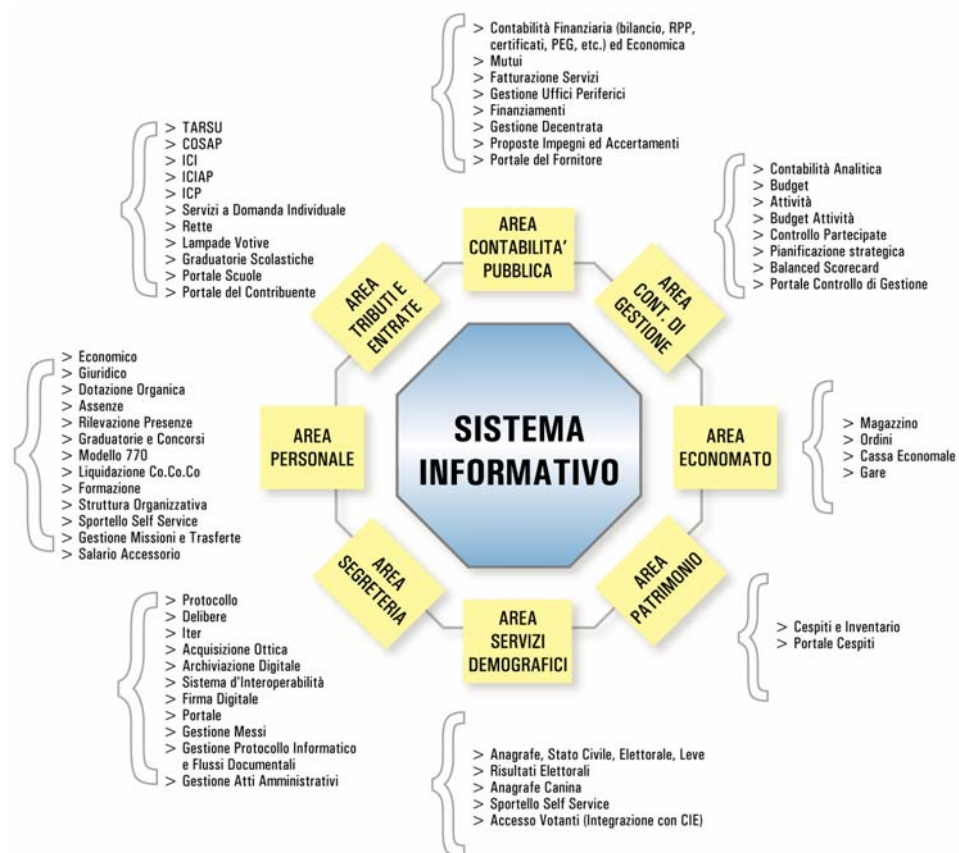 > Contabilità Finanziaria (bilancio, RPP,
certificati, PEG, etc.) ed Economica
> Mutui
> Fatturazione Servizi
> Gestione Uffici Periferici
> Finanziamenti
> Gestione Decentrata
> Proposte Impegni ed Accertamenti
> Portale del Fornitore
> TARSU
> COSAP
> ICI
> ICIAP
> ICP
> Servizi a Domanda Individuale
> Rette
> Lampade Votive
> Graduatorie Scolastiche
> Portale Scuole
> Portale del Contribuente
> Contabilità Analitica
> Budget
> Attività
> Budget Attività
> Controllo Partecipate
> Pianificazione strategica
> Balanced Scorecard
> Portale Controllo di Gestione
AREA
CONTABILITA'
PUBBLICA
AREA
TRIBUTI E
ENTRATE
AREA
CONT. DI
GESTIONE
> Economico
> Giuridico
> Dotazione Organica
> Assenze
> Rilevazione Presenze
> Graduatorie e Concorsi
> Modello 770
> Liquidazione Co.Co.Co
> Formazione
> Struttura Organizzativa
> Sportello Self Service
> Gestione Missioni e Trasferte
> Salario Accessorio
AREA
PERSONALE
SISTEMA
INFORMATIVO
AREA
ECONOMATO
> Magazzino
> Ordini
> Cassa Economale
> Gare
AREA
SEGRETERIA
AREA
SERVIZI
DEMOGRAFICI
AREA
PATRIMONIO
> Protocollo
> Delibere
> Iter
> Acquisizione Ottica
> Archiviazione Digitale
> Sistema d'Interoperabilità
> Firma Digitale
> Portale
> Gestione Messi
> Gestione Protocollo Informatico
e Flussi Documentali
> Gestione Atti Amministrativi
> Cespiti e Inventario
> Portale Cespiti
> Anagrafe, Stato Civile, Elettorale, Leve
> Risultati Elettorali
> Anagrafe Canina
> Sportello Self Service
> Accesso Votanti (Integrazione con CIE)